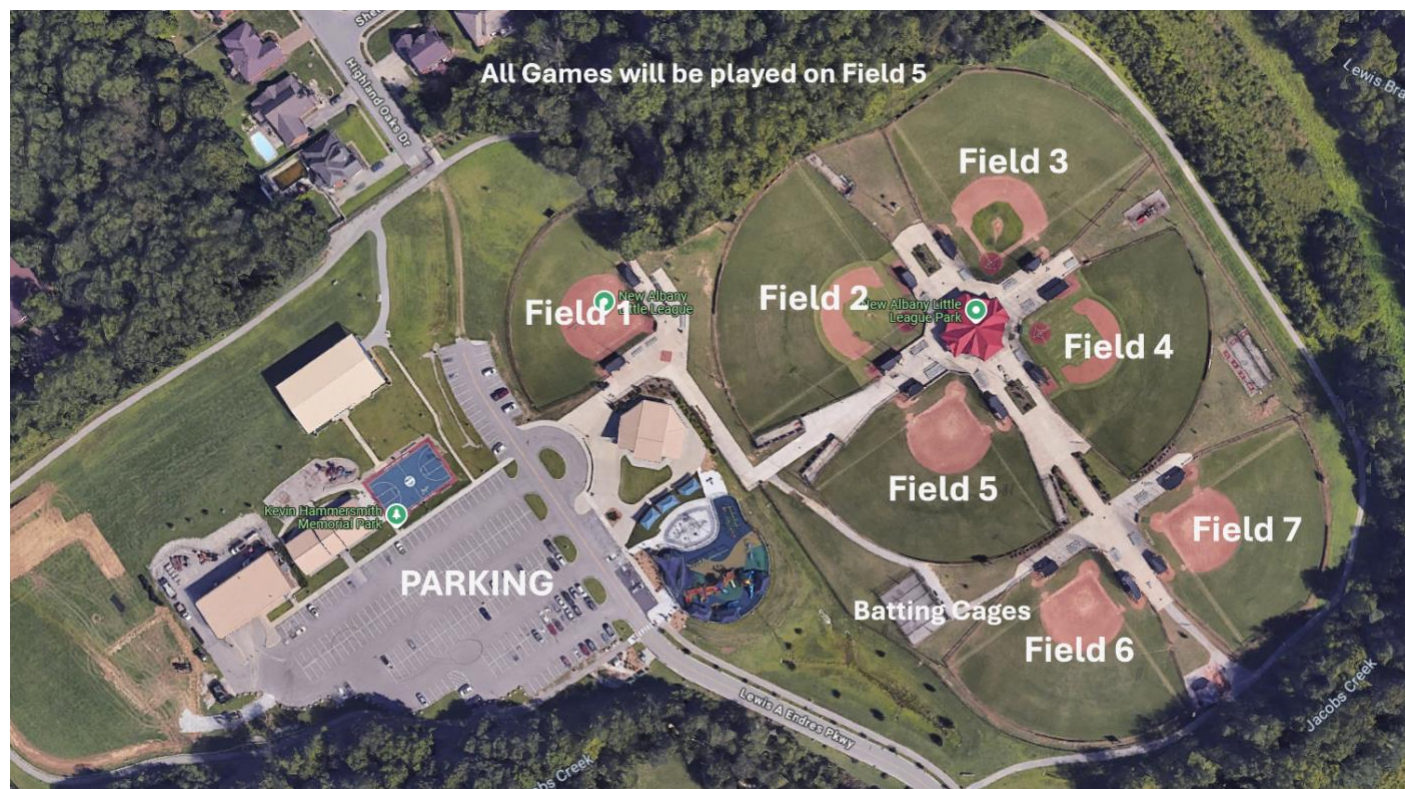 All Games will be played on Field 5
Highland Oaks Dr
Field 3
Field 2
New Albany Little
League Park
Field 1
New Albany
Little League
Field 4
Field 5
Field 7
Kevin Hammersmith
Memorial Park
PARKING
Batting Cages
Field 6
Lewis A Endres Pkwy
Jacobs Creek